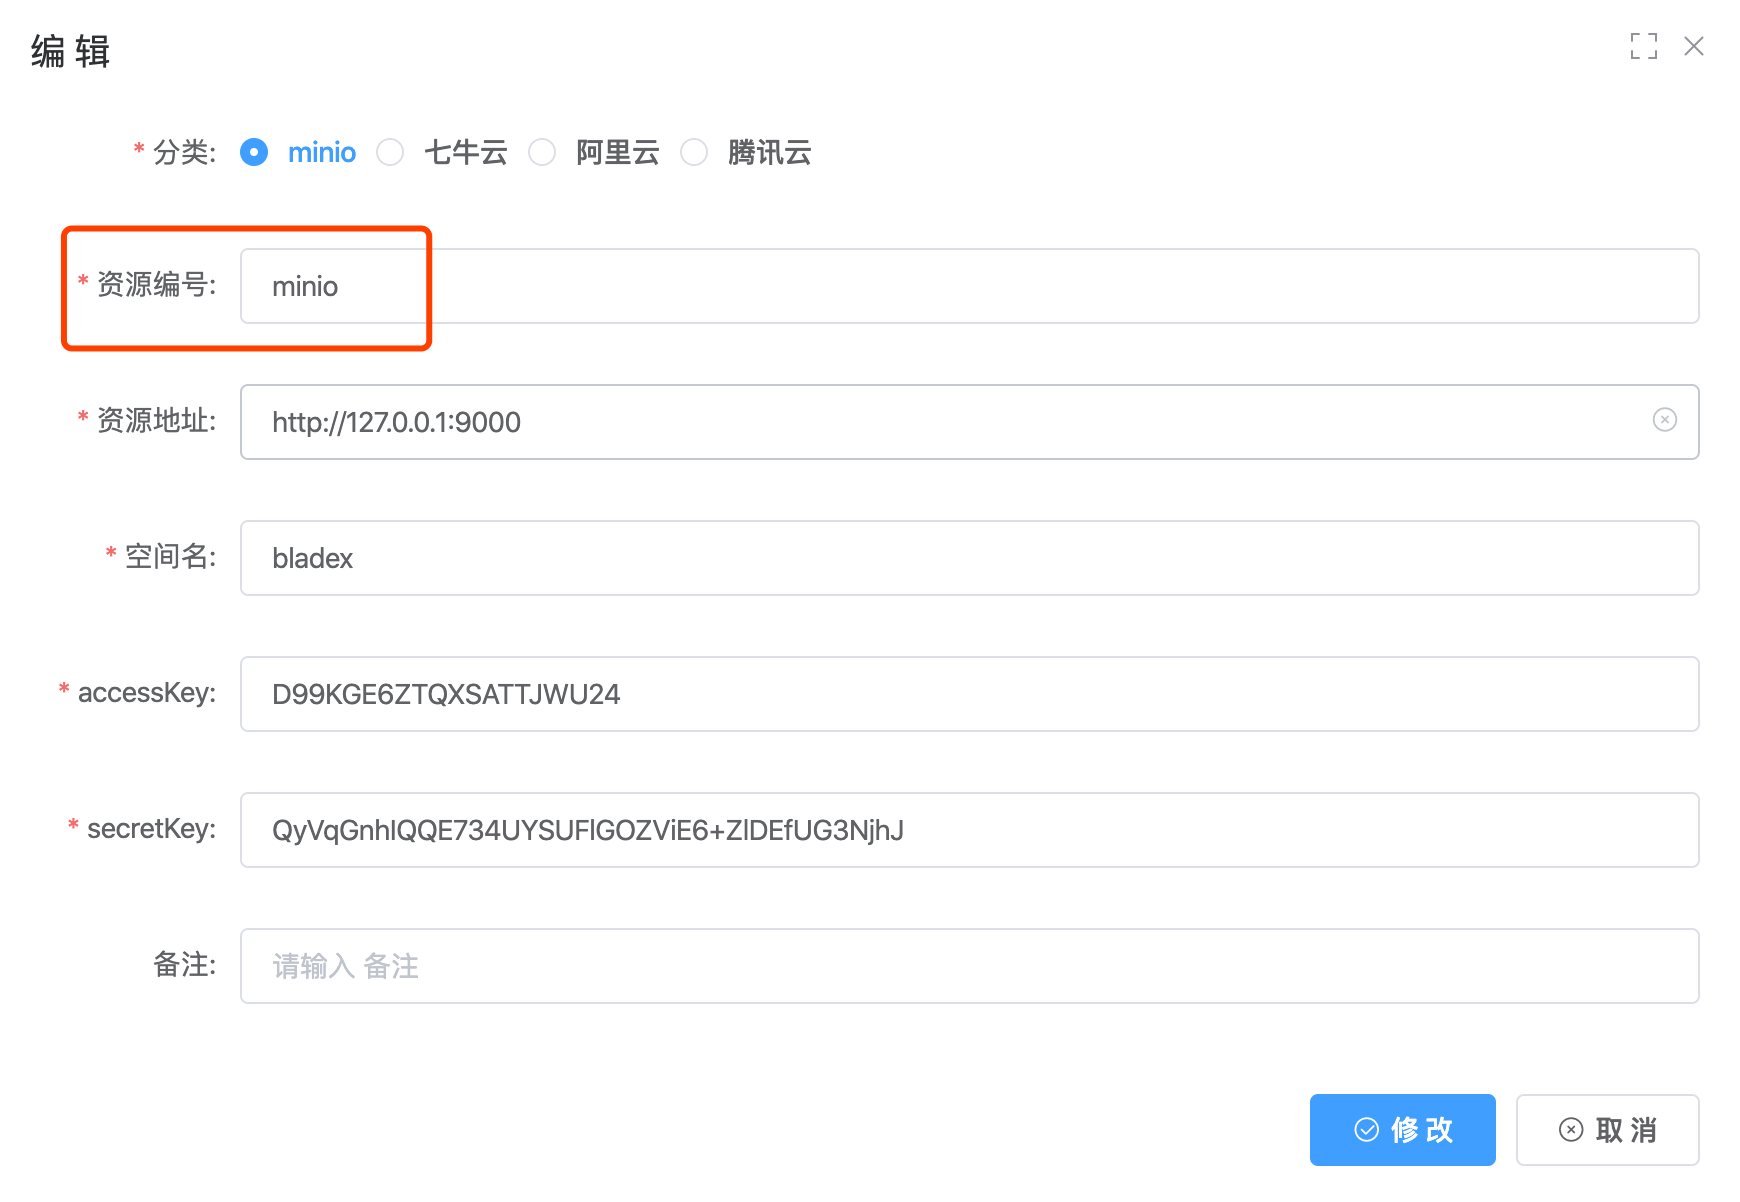 编 辑
* 分类: minio 七牛云 阿里云 腾讯云
* 资源编号: minio
* 资源地址: http://127.0.0.1:9000
* 空间名: bladex
* accessKey: D99KGE6ZTQXSATTJWU24
* secretKey: QyVqGnhIQQE734UYSUFlGOZViE6+ZlDEfUG3NjhJ
备注: 请输入 备注
修 改 取 消